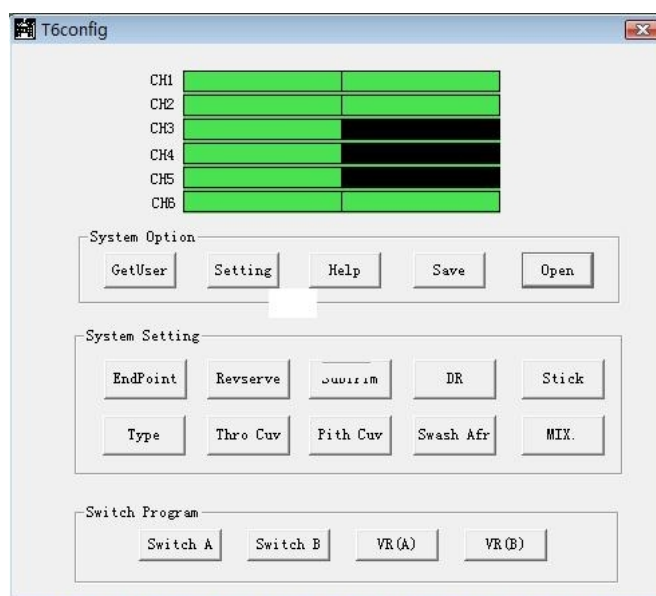 T6config
CH1
CH2
CH3
CH4
CH5
CH6
System Option
GetUser Setting Help Save Open
System Setting
EndPoint Revserve DR Stick
Type Thro Cuv Pith Cuv Swash Afr MIX.
Switch Program
Switch A Switch B VR(A) VR(B)